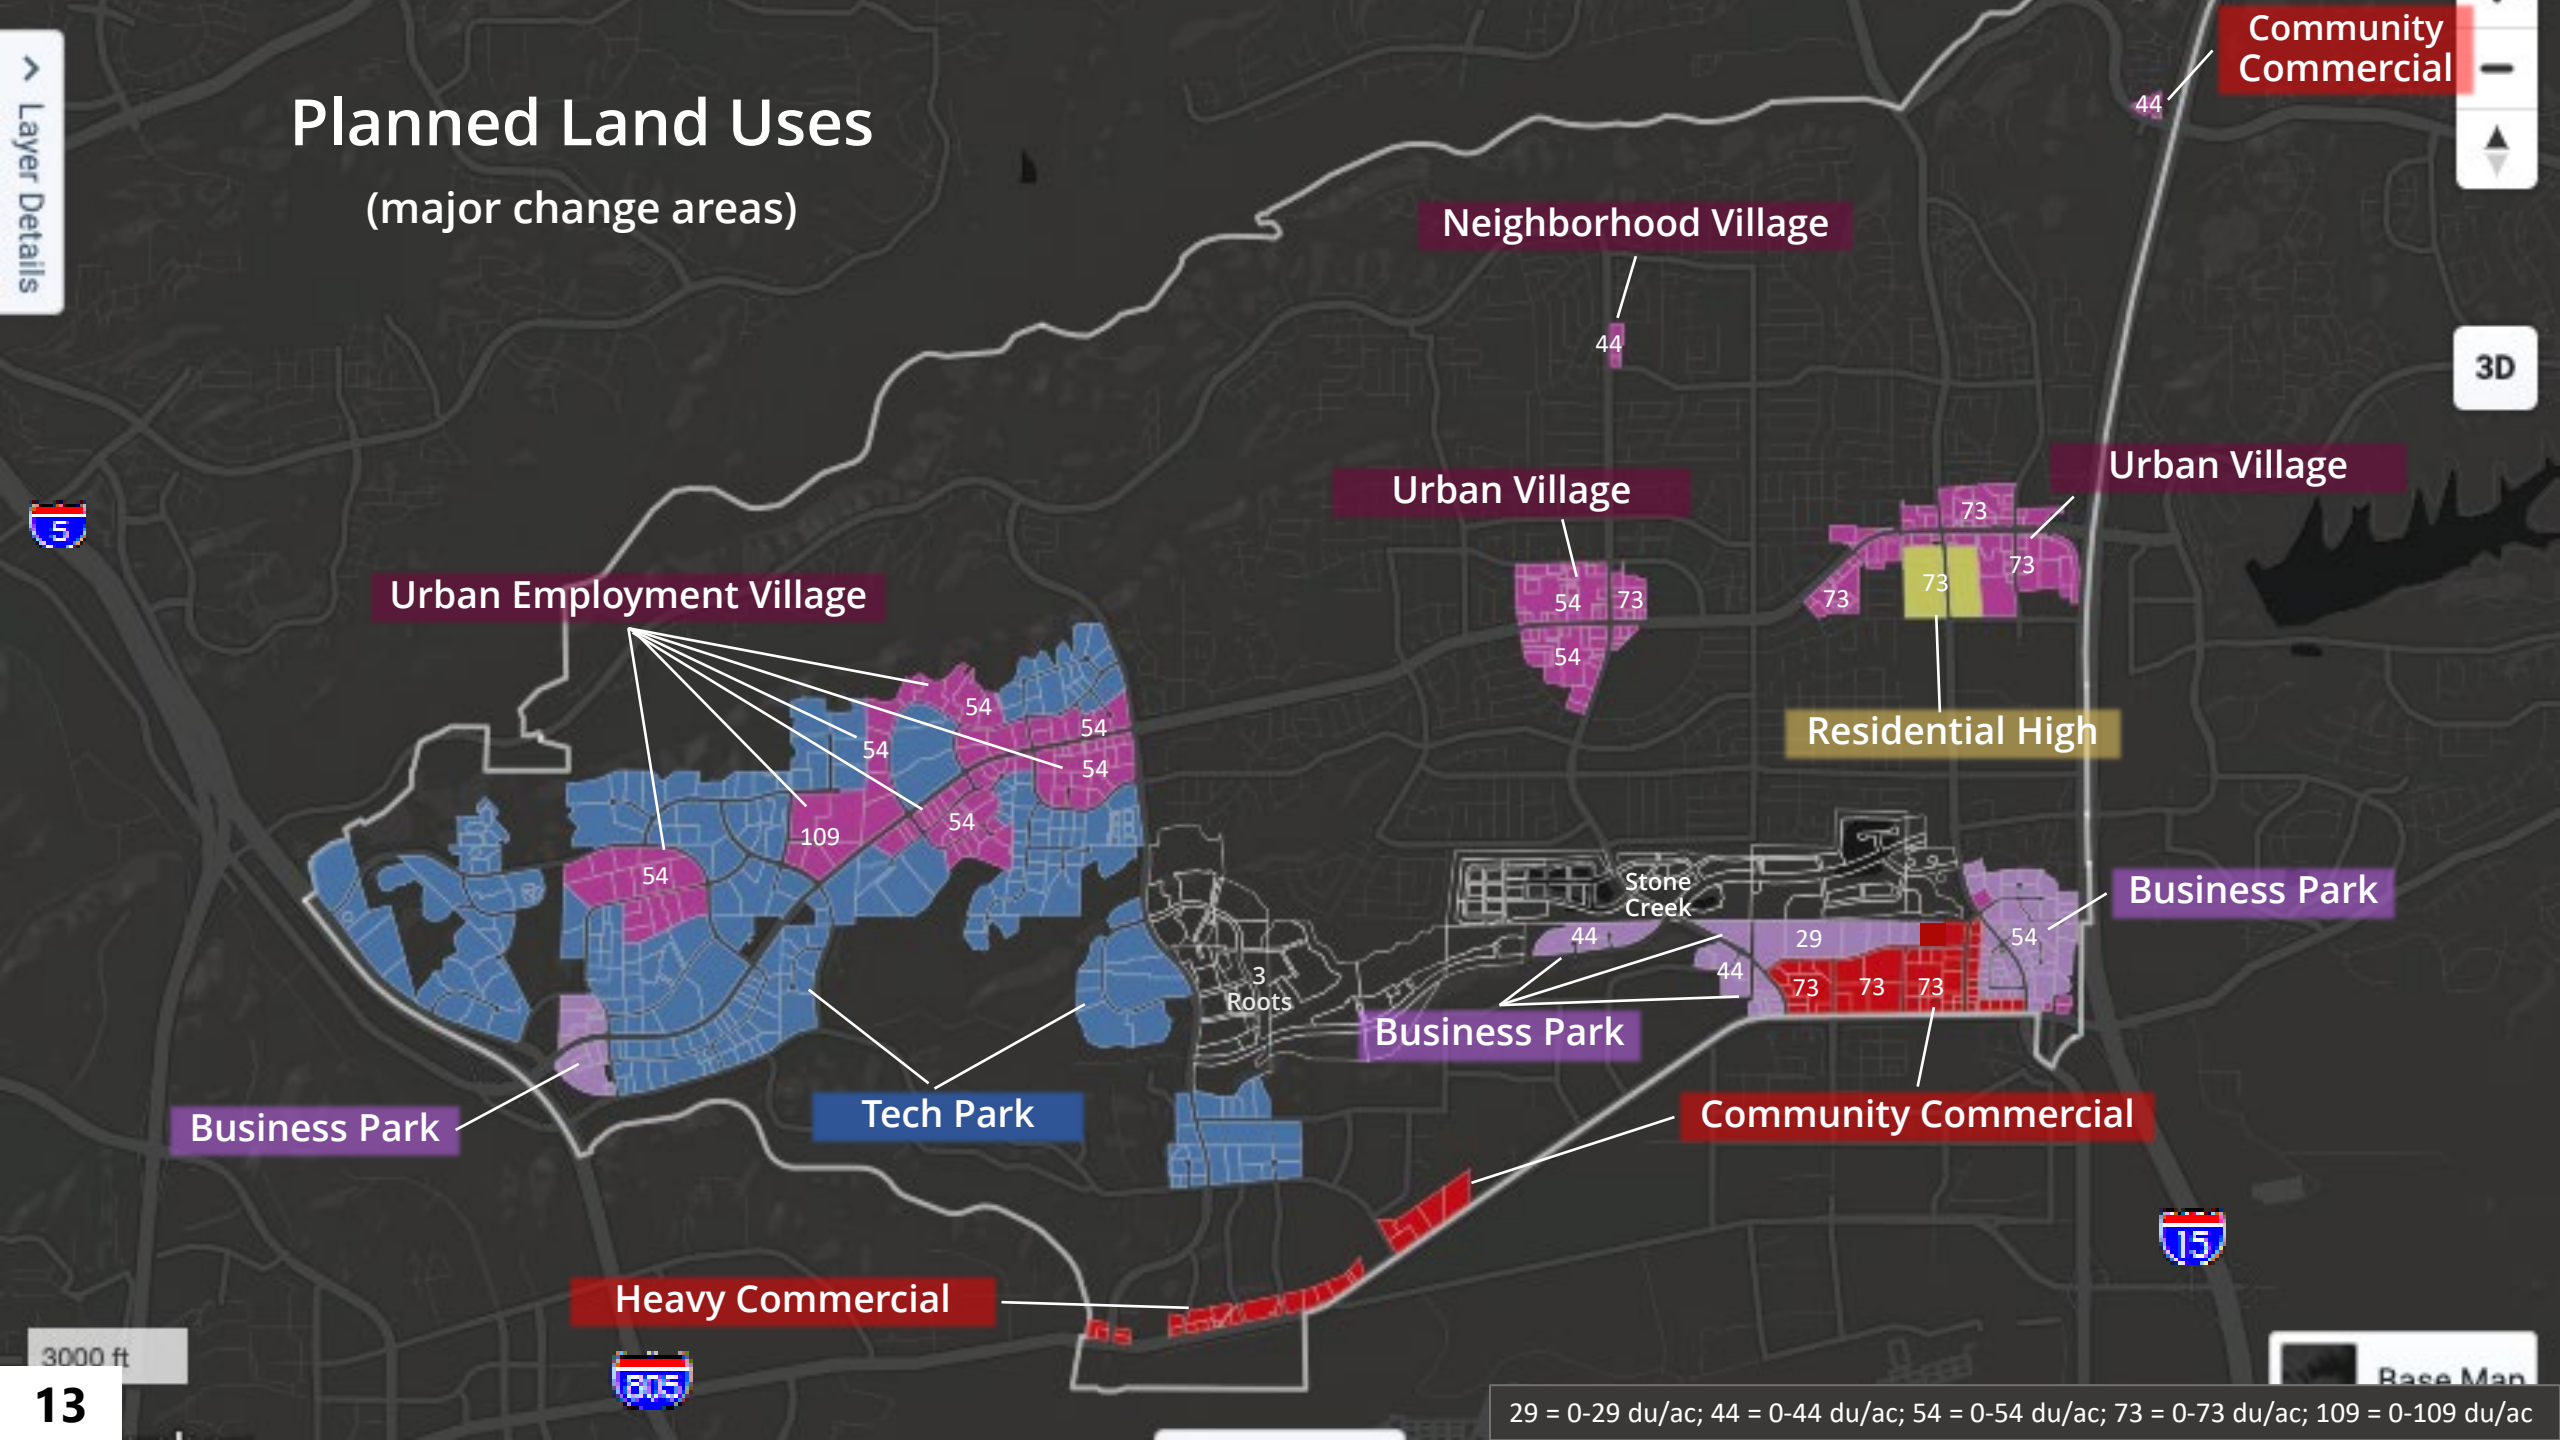 Community
Commercial
Layer Details
Planned Land Uses
(major change areas)
44
Neighborhood Village
44
3D
Urban Village
Urban Village
5
73
73
73
73
54
73
54
Urban Employment Village
54
54
54
54
109
54
54
Residential High
Stone
Creek
Business Park
44
29
54
44
73
73
73
3
Roots
Business Park
Tech Park
Business Park
Community Commercial
15
Heavy Commercial
3000 ft
805
Base Map
13
29 = 0-29 du/ac; 44 = 0-44 du/ac; 54 = 0-54 du/ac; 73 = 0-73 du/ac; 109 = 0-109 du/ac